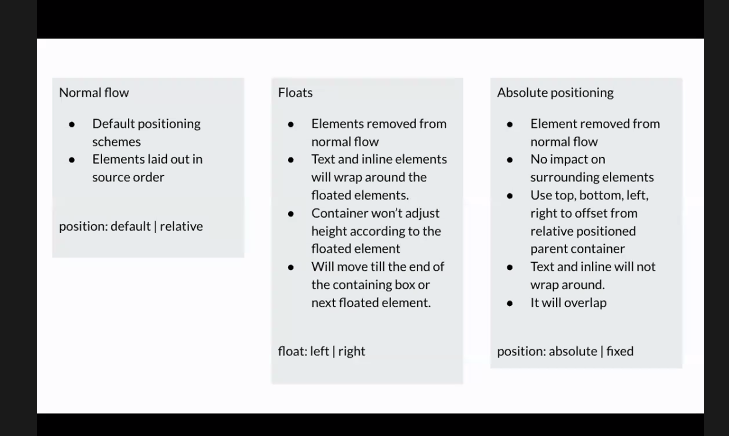 Normal flow
● Default positioning
schemes
● Elements laid out in
source order
position: default | relative
Floats
● Elements removed from
normal flow
● Text and inline elements
will wrap around the
floated elements.
● Container won't adjust
height according to the
floated element
● Will move till the end of
the containing box or
next floated element.
float: left | right
Absolute positioning
● Element removed from
normal flow
● No impact on
surrounding elements
● Use top, bottom, left,
right to offset from
relative positioned
parent container
● Text and inline will not
wrap around.
● It will overlap
position: absolute | fixed